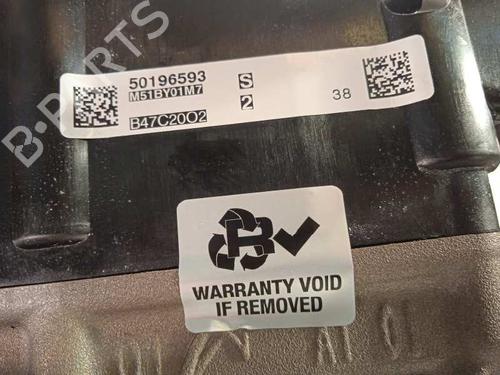 B-PARTS
50196593 S
M51BY01M7
2
38
B47C20O2
R
WARRANTY VOID
IF REMOVED